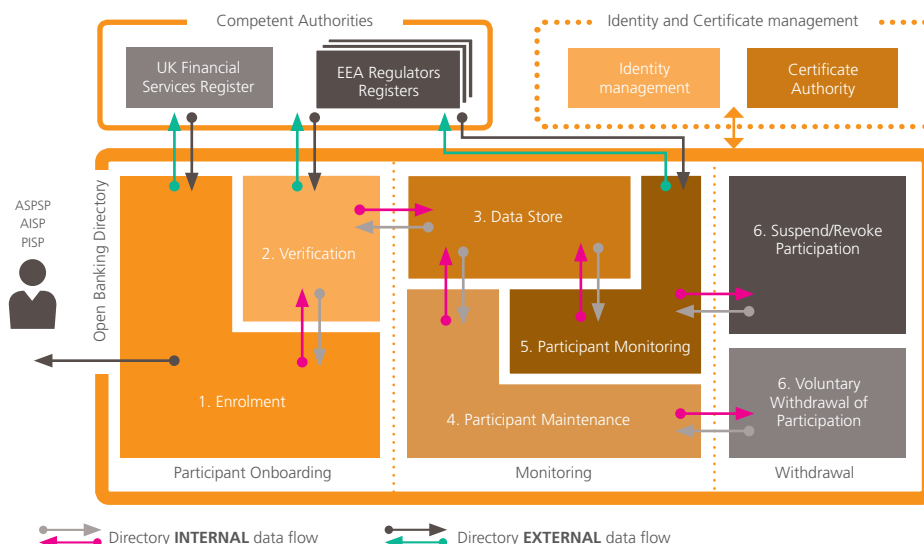 Competent Authorities
Identity and Certificate management
UK Financial
Services Register
EEA Regulators
Registers
Identity
management
Certificate
Authority
ASPSP
AISP
PISP
Open Banking Directory
2. Verification
3. Data Store
6. Suspend/Revoke
Participation
5. Participant Monitoring
1. Enrolment
4. Participant Maintenance
6. Voluntary
Withdrawal of
Participation
Participant Onboarding
Monitoring
Withdrawal
Directory INTERNAL data flow
Directory EXTERNAL data flow